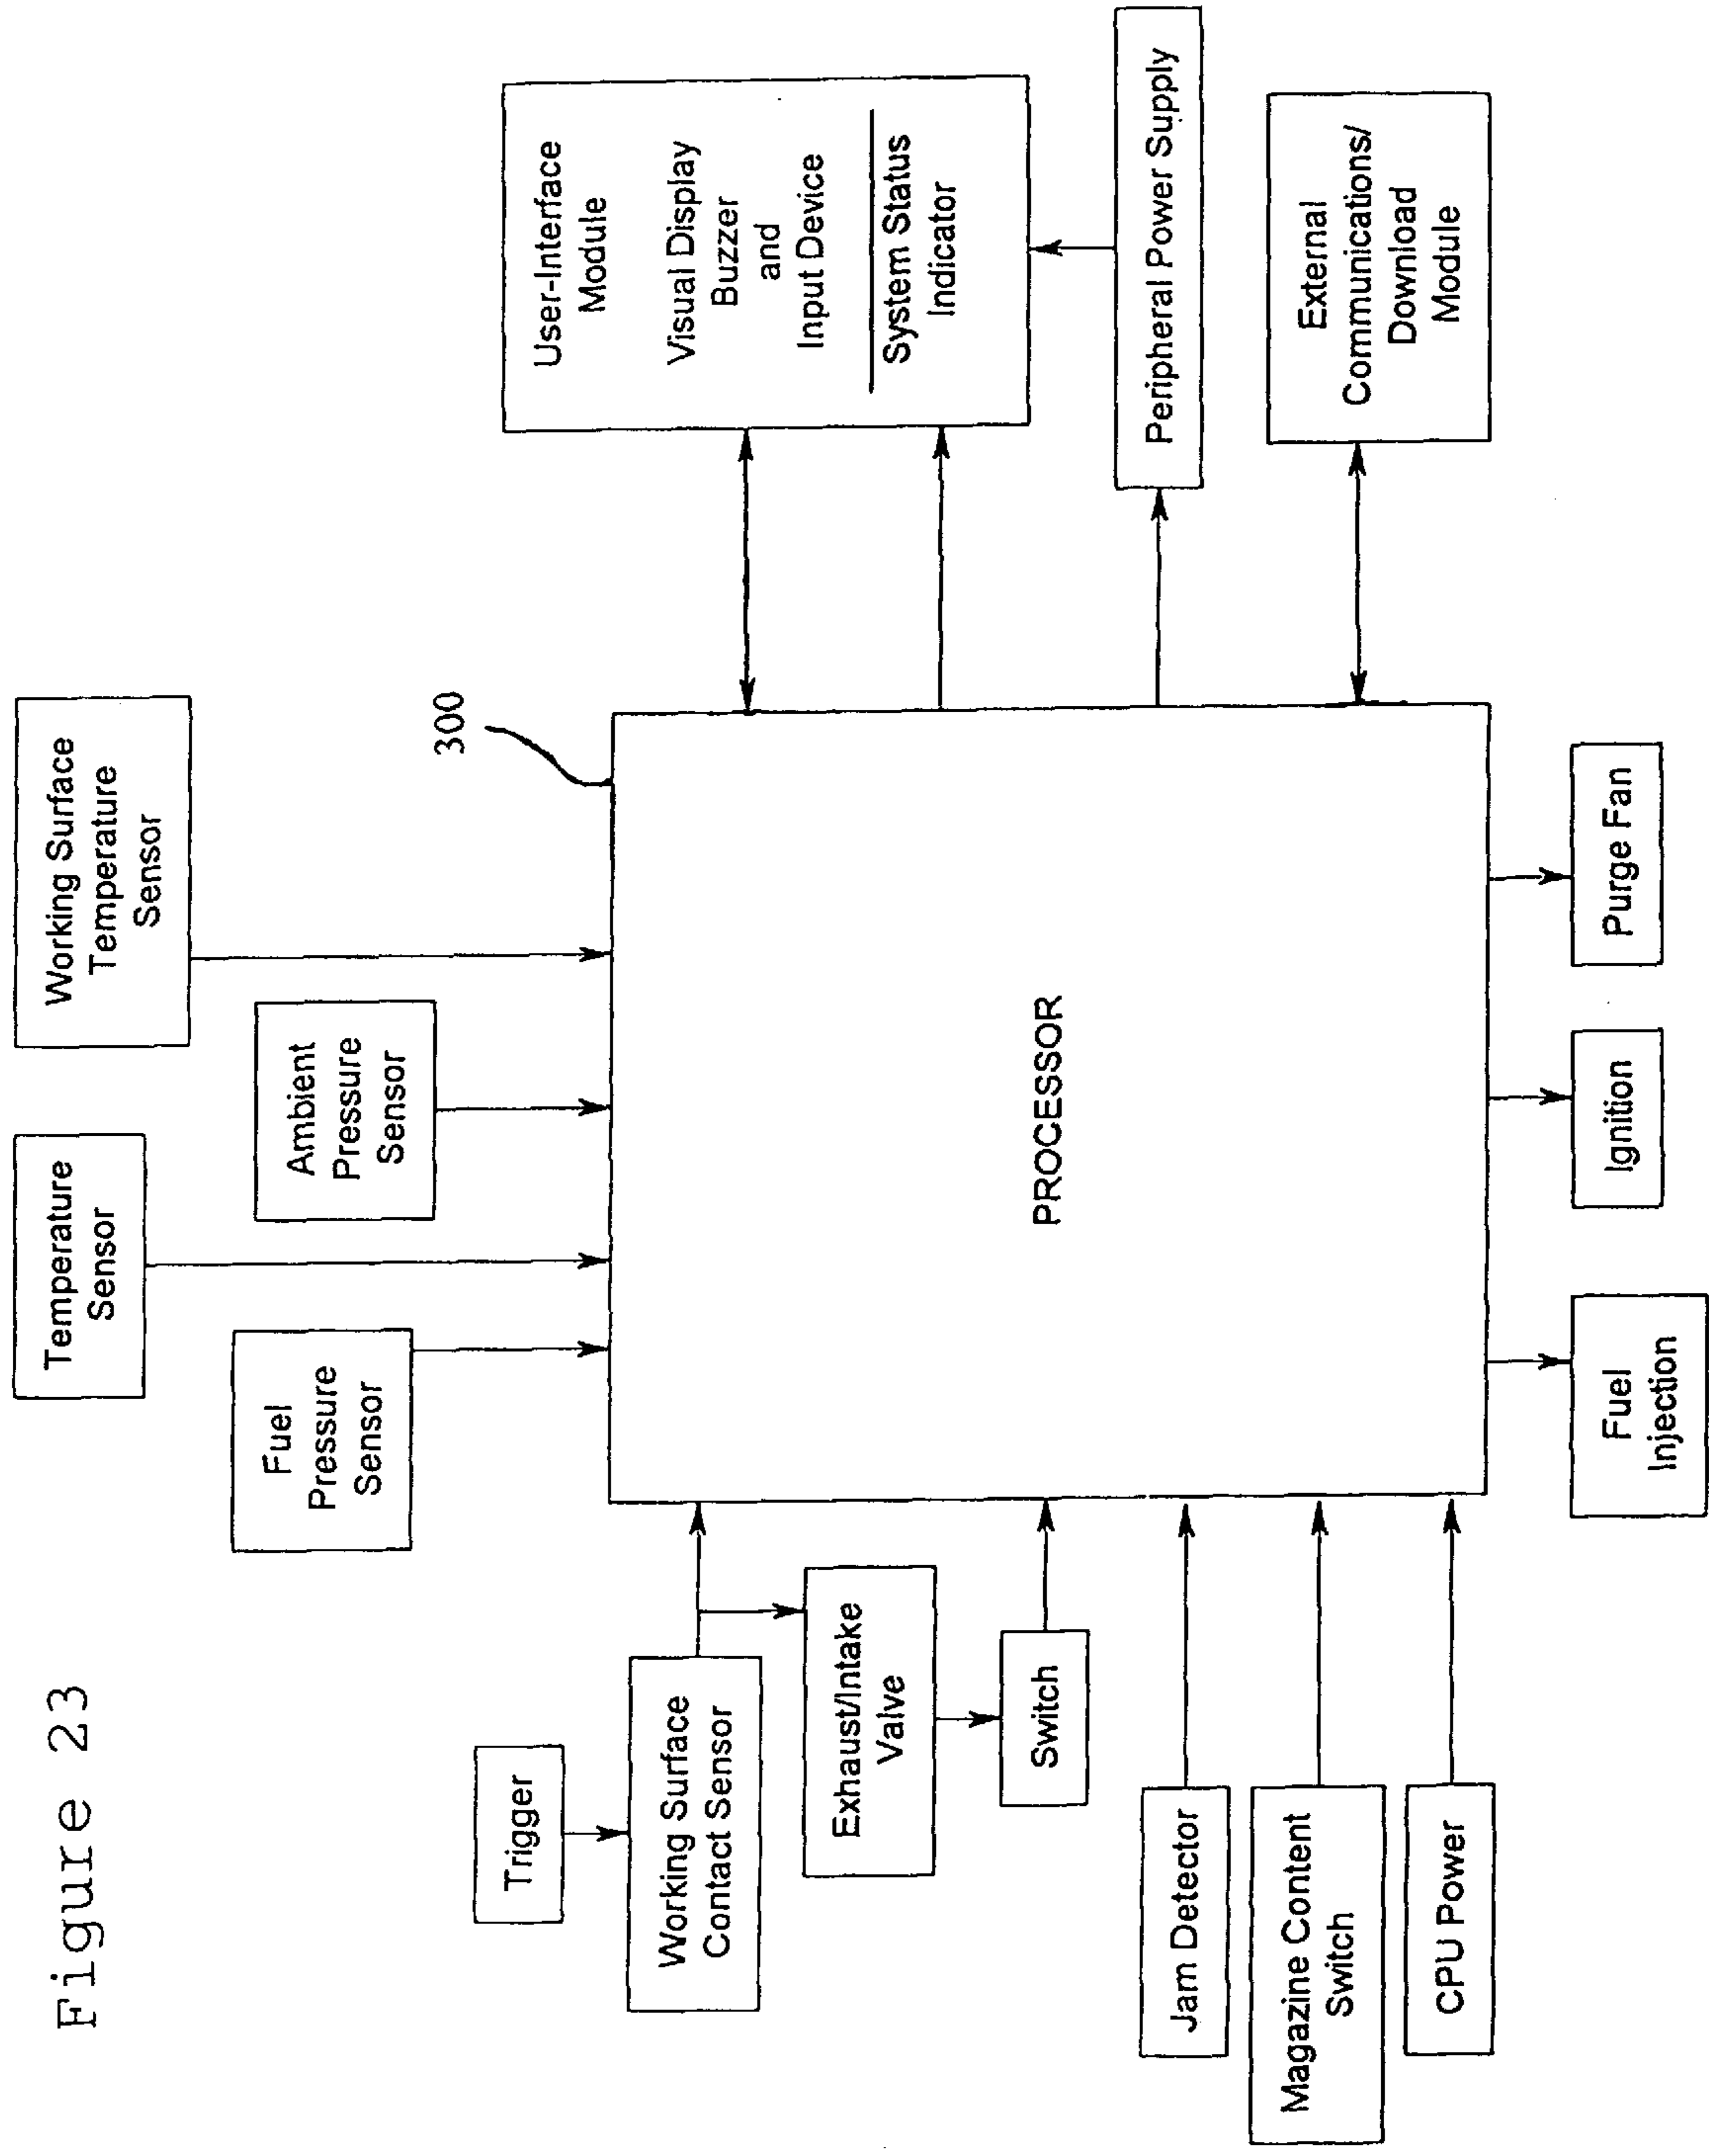 Figure 23
Temperature
Sensor
Working Surface
Temperature
Sensor
Fuel
Pressure
Sensor
Ambient
Pressure
Sensor
300
Trigger
Working Surface
Contact Sensor
Exhaust/Intake
Valve
Switch
Jam Detector
Magazine Content
Switch
CPU Power
PROCESSOR
User-Interface
Module
Visual Display
Buzzer
and
Input Device
System Status
Indicator
Peripheral Power Supply
External
Communications/
Download
Module
Fuel
Injection
Ignition
Purge Fan